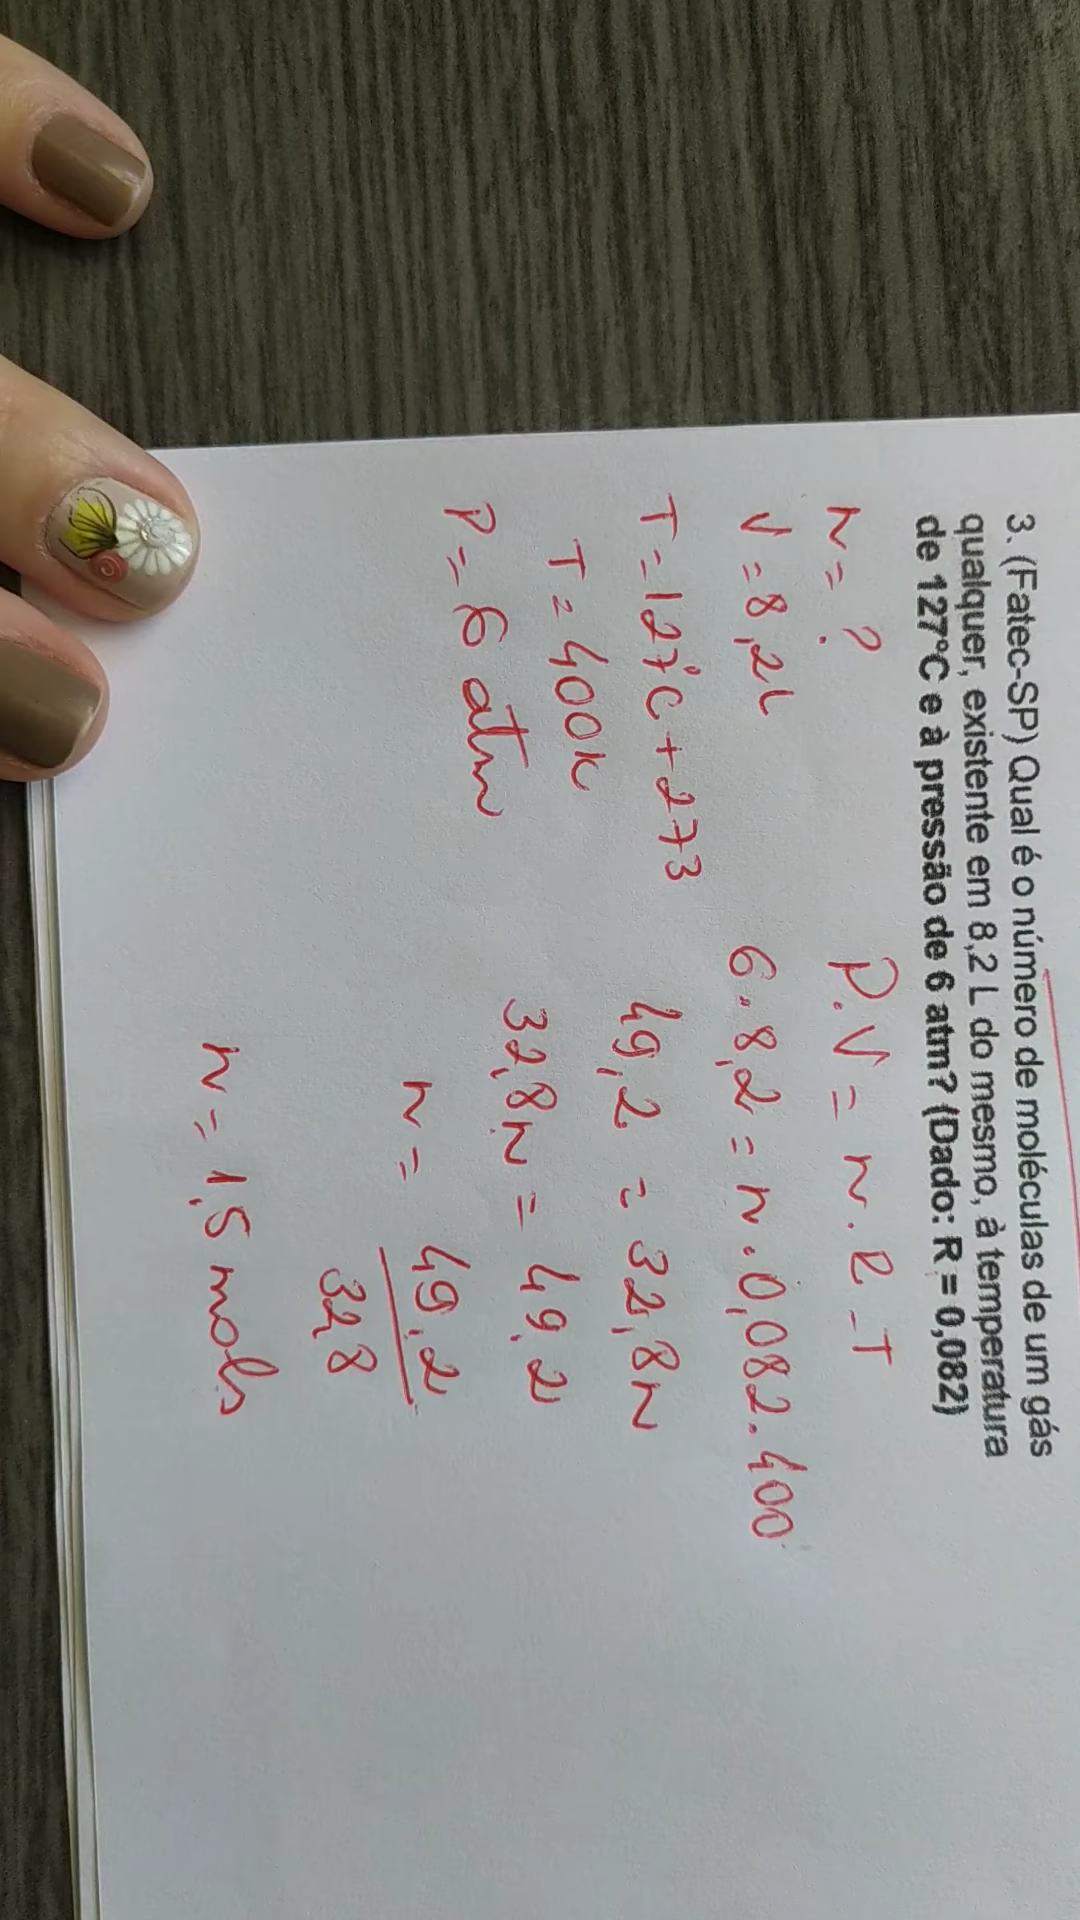 3. (Fatec-SP) Qual é o número de moléculas de um gás
qualquer, existente em 8,2 L do mesmo, à temperatura
de 127°C e à pressão de 6 atm? (Dado: R = 0,082)
n = ?
V = 8,2L
T = 127°C + 273
T = 400K
P = 6 atm
P.V = n.R.T
6.8,2 = n.0,082.400
49,2 = 32,8n
32,8n = 49,2
n = 49,2
32,8
n = 1,5 mols